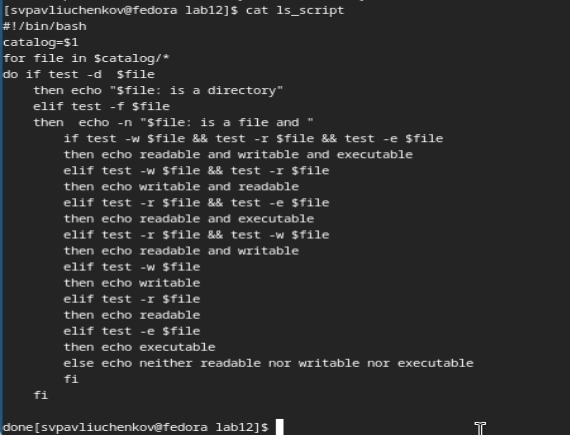 [svpavliuchenkov@fedora lab12]$ cat ls_script
#!/bin/bash
catalog=$1
for file in $catalog/*
do if test -d  $file
    then echo "$file: is a directory"
    elif test -f $file
    then  echo -n "$file: is a file and "
        if test -w $file && test -r $file && test -e $file
        then echo readable and writable and executable
        elif test -w $file && test -r $file
        then echo writable and readable
        elif test -r $file && test -e $file
        then echo readable and executable
        elif test -r $file && test -w $file
        then echo readable and writable
        elif test -w $file
        then echo writable
        elif test -r $file
        then echo readable
        elif test -e $file
        then echo executable
        else echo neither readable nor writable nor executable
        fi
    fi
done[svpavliuchenkov@fedora lab12]$